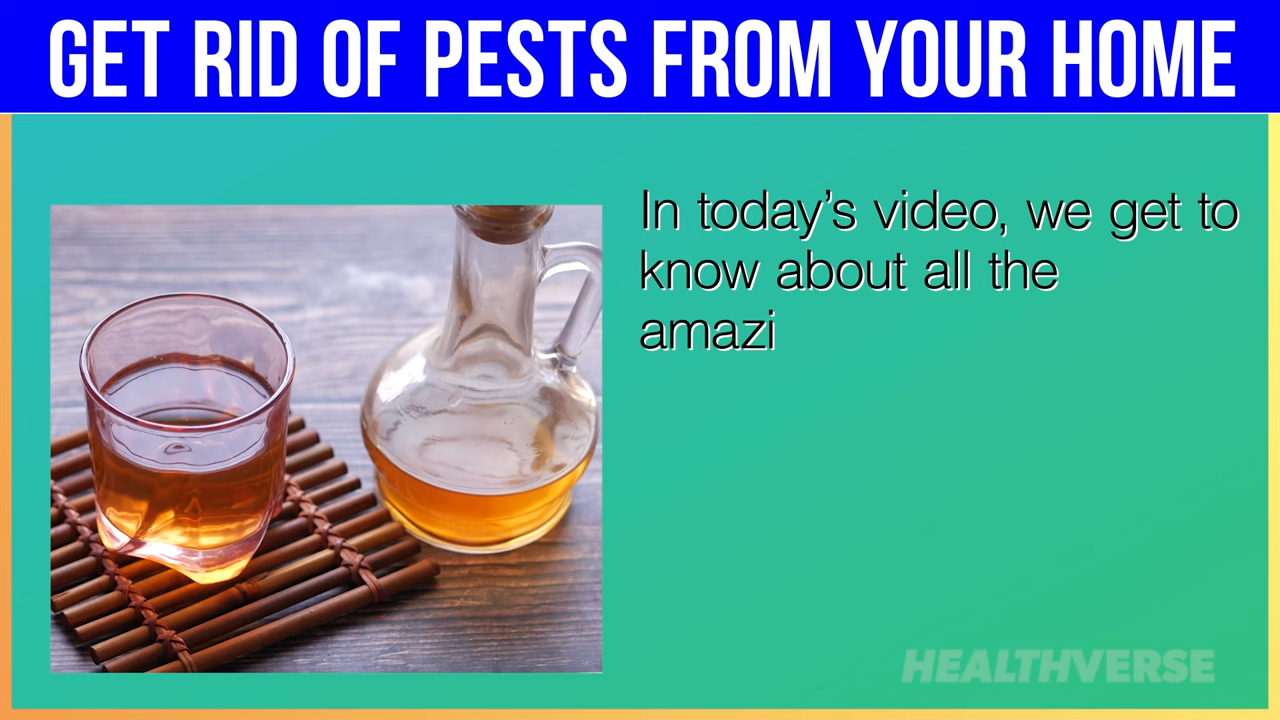 GET RID OF PESTS FROM YOUR HOME
In today's video, we get to
know about all the
amazi
HEALTHVERSE